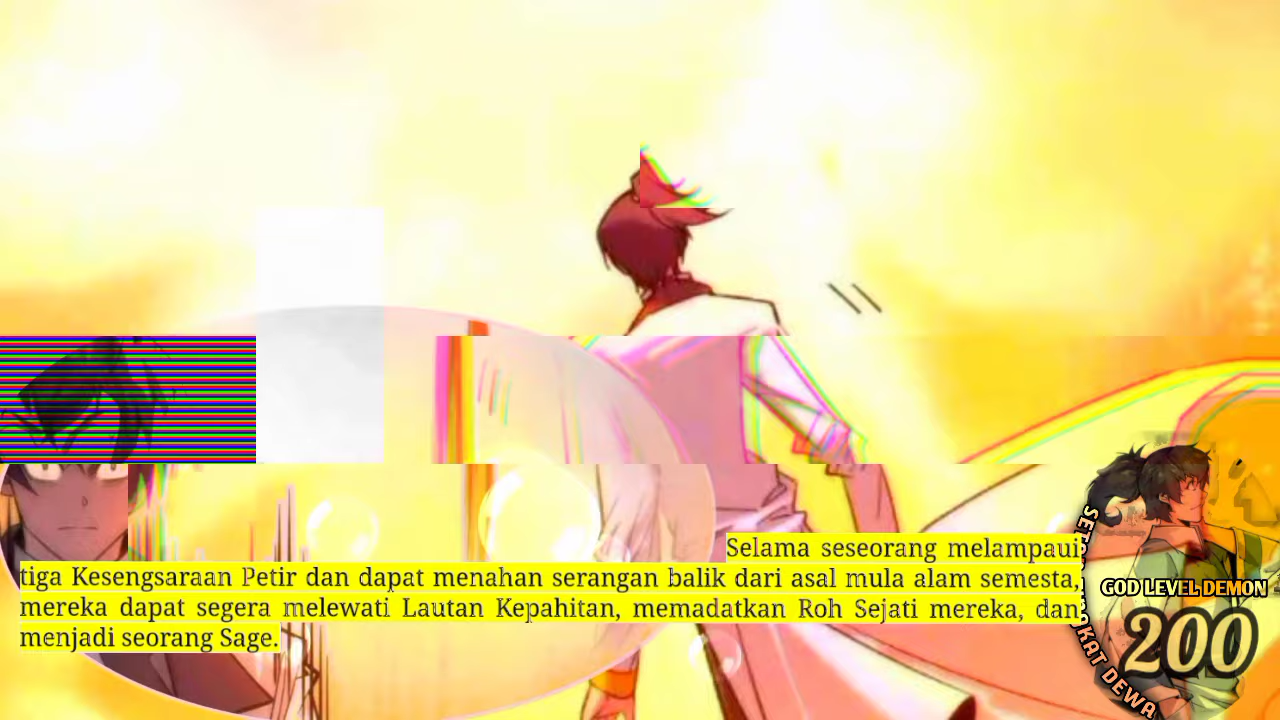 Selama seseorang melampaui
tiga Kesengsaraan Petir dan dapat menahan serangan balik dari asal mula alam semesta,
mereka dapat segera melewati Lautan Kepahitan, memadatkan Roh Sejati mereka, dan
menjadi seorang Sage.
GOD LEVEL DEMON
200
DEWA